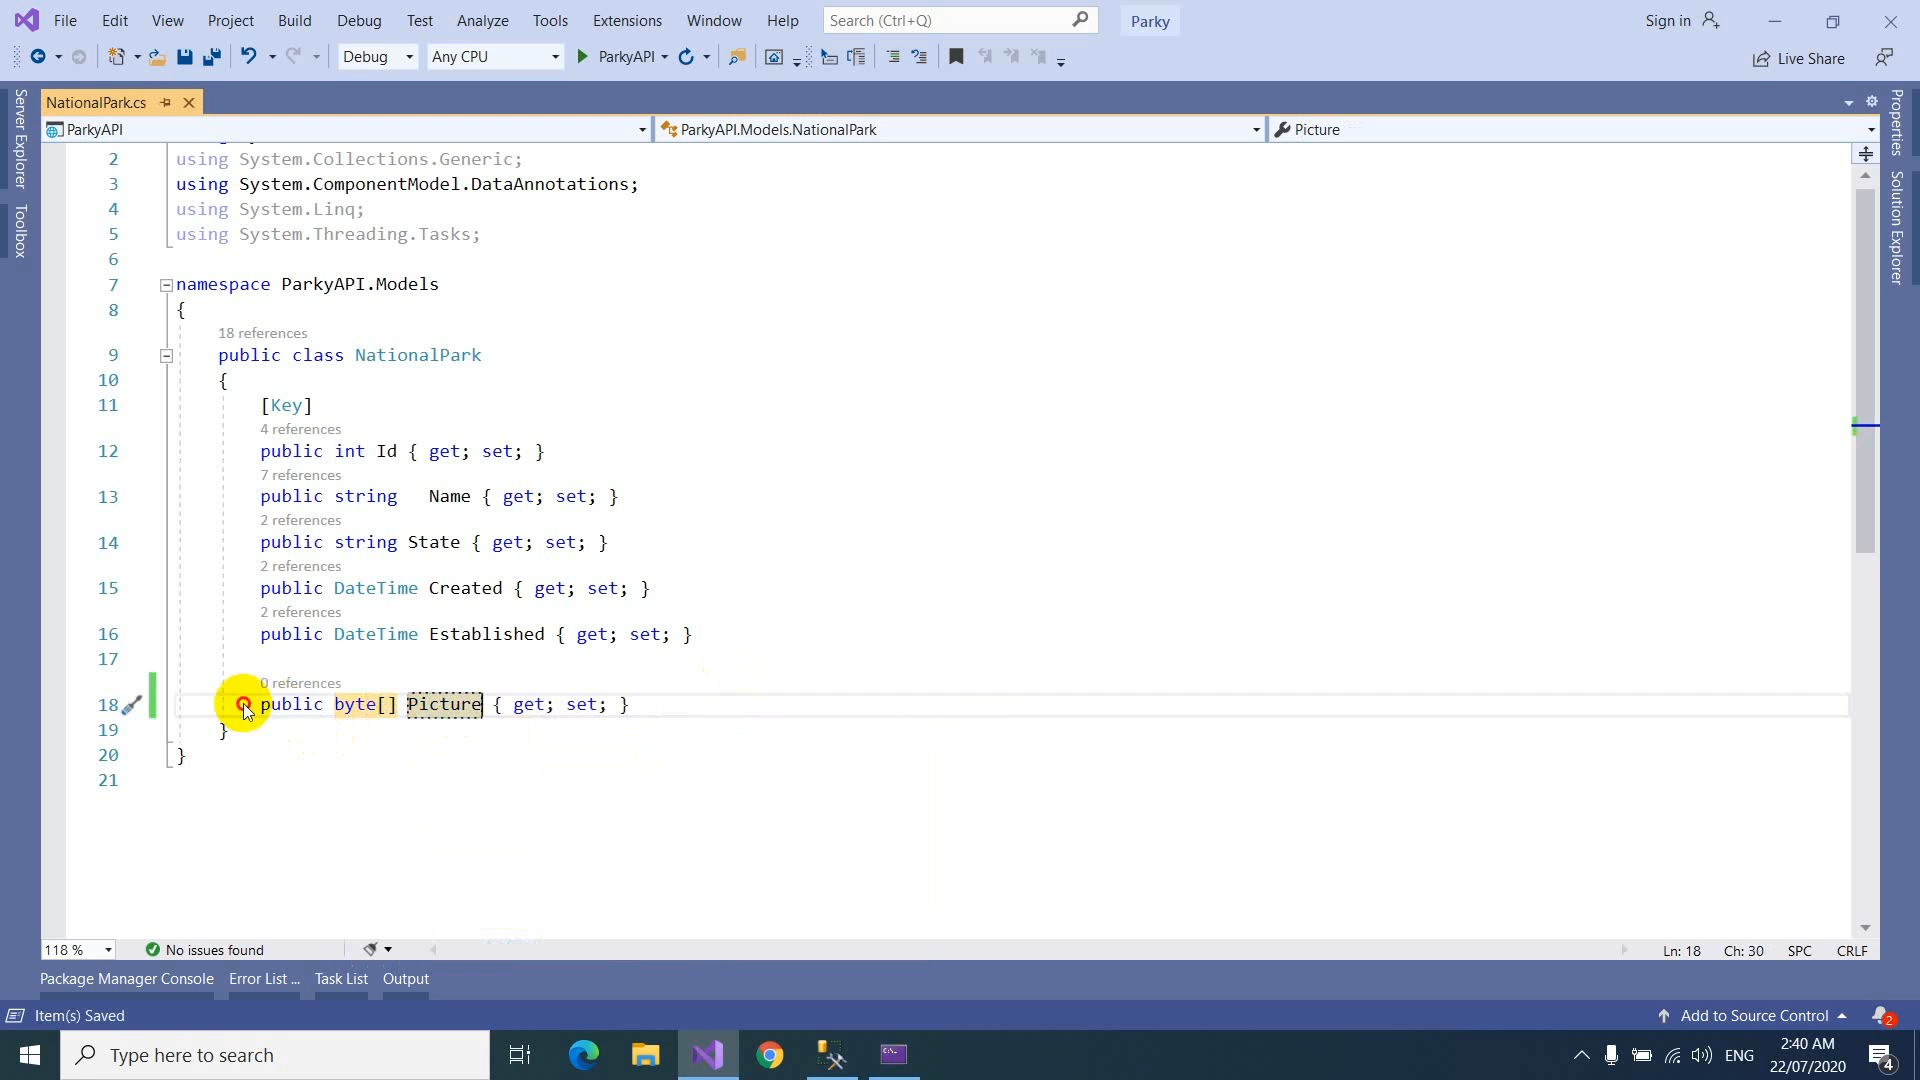 File Edit View Project Build Debug Test Analyze Tools Extensions Window Help Search (Ctrl+Q) Parky Sign in
Debug Any CPU ParkyAPI Live Share
Server Explorer
Toolbox
NationalPark.cs
ParkyAPI ParkyAPI.Models.NationalPark Picture
2 using System.Collections.Generic;
3 using System.ComponentModel.DataAnnotations;
4 using System.Linq;
5 using System.Threading.Tasks;
6
7 namespace ParkyAPI.Models
8 {
18 references
9 public class NationalPark
10 {
11 [Key]
4 references
12 public int Id { get; set; }
7 references
13 public string   Name { get; set; }
2 references
14 public string State { get; set; }
2 references
15 public DateTime Created { get; set; }
2 references
16 public DateTime Established { get; set; }
17
0 references
18 public byte[] Picture { get; set; }
19 }
20 }
21
Properties
Solution Explorer
118 % No issues found Ln: 18 Ch: 30 SPC CRLF
Package Manager Console Error List ... Task List Output
Item(s) Saved Add to Source Control 2
Type here to search ENG 2:40 AM
22/07/2020 4